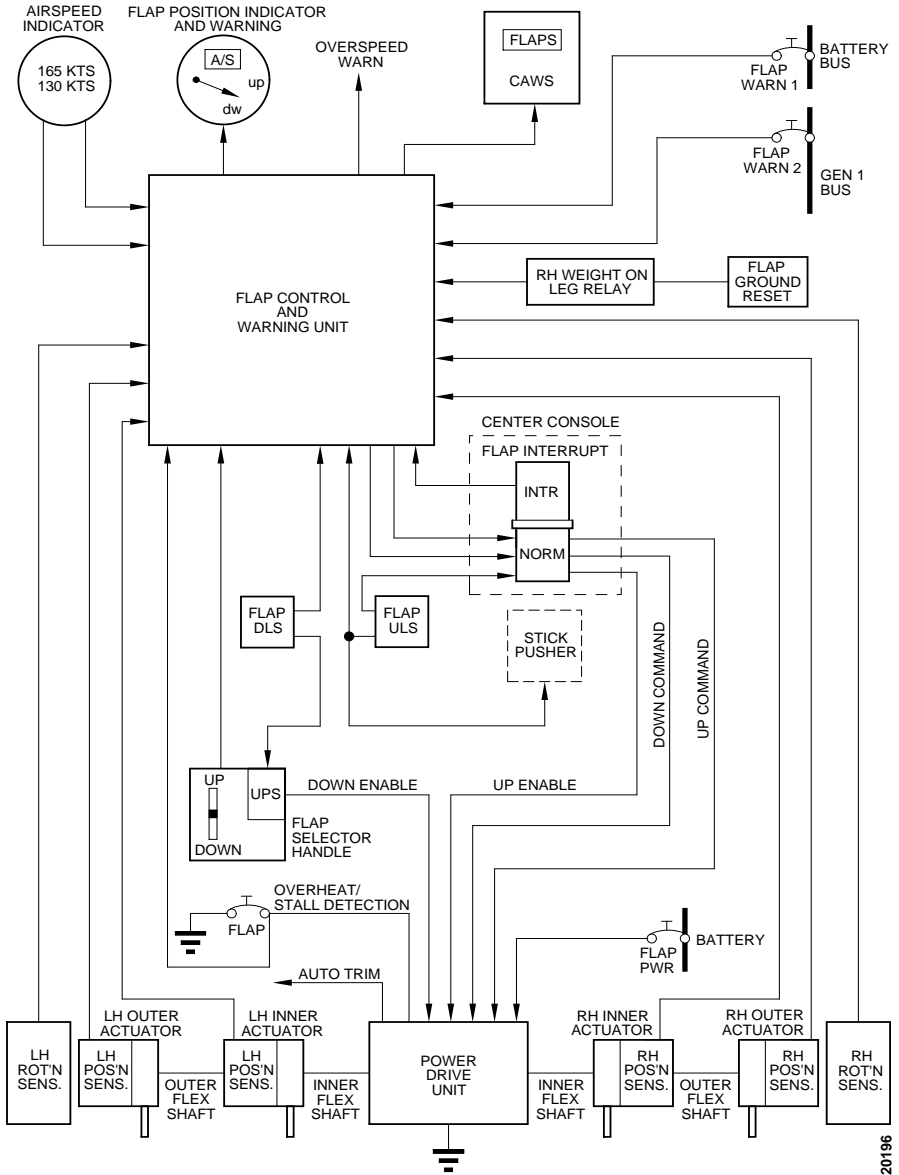 AIRSPEED
INDICATOR
165 KTS
130 KTS
FLAP POSITION INDICATOR
AND WARNING
A/S
up
dw
OVERSPEED
WARN
FLAPS
CAWS
FLAP
WARN 1
BATTERY
BUS
FLAP
WARN 2
GEN 1
BUS
FLAP CONTROL
AND
WARNING UNIT
RH WEIGHT ON
LEG RELAY
FLAP
GROUND
RESET
CENTER CONSOLE
FLAP INTERRUPT
INTR
NORM
FLAP
DLS
FLAP
ULS
STICK
PUSHER
DOWN COMMAND
UP COMMAND
UP
DOWN
UPS
FLAP
SELECTOR
HANDLE
DOWN ENABLE
UP ENABLE
OVERHEAT/
STALL DETECTION
FLAP
AUTO TRIM
FLAP
PWR
BATTERY
LH
ROT'N
SENS.
LH OUTER
ACTUATOR
LH
POS'N
SENS.
OUTER
FLEX
SHAFT
LH INNER
ACTUATOR
LH
POS'N
SENS.
INNER
FLEX
SHAFT
POWER
DRIVE
UNIT
INNER
FLEX
SHAFT
RH INNER
ACTUATOR
RH
POS'N
SENS.
OUTER
FLEX
SHAFT
RH OUTER
ACTUATOR
RH
POS'N
SENS.
RH
ROT'N
SENS.
20196